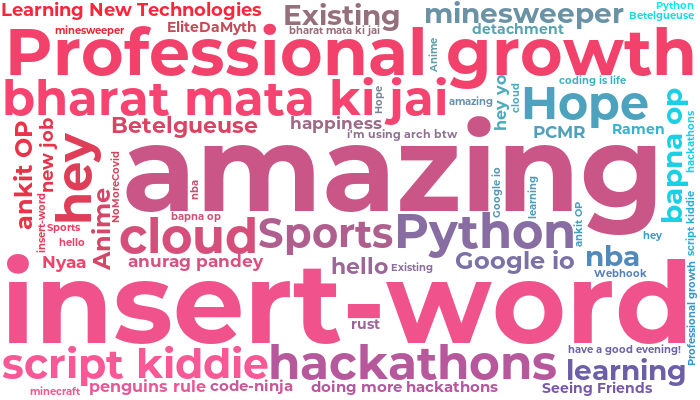 Learning New Technologies
Existing
minesweeper
Python
Betelgueuse
minesweeper
EliteDaMyth
bharat mata ki jai
detachment
Professional growth
Anime
bharat mata ki jai
Hope
amazing
hey yo
cloud
coding is life
Hope
bapna op
hackathons
Betelgueuse
happiness
i'm using arch btw
PCMR
Ramen
ankit OP
new job
hey
amazing
NoMoreCovid
Anime
nba
bapna op
Google io
learning
ankit OP
script kiddie
insert-word
Sports
hello
cloud
Sports
Python
hey
Nyaa
anurag pandey
hello
Existing
Google io
nba
Webhook
insert-word
Professional growth
rust
script kiddie
hackathons
have a good evening!
learning
minecraft
penguins rule
code-ninja
doing more hackathons
Seeing Friends